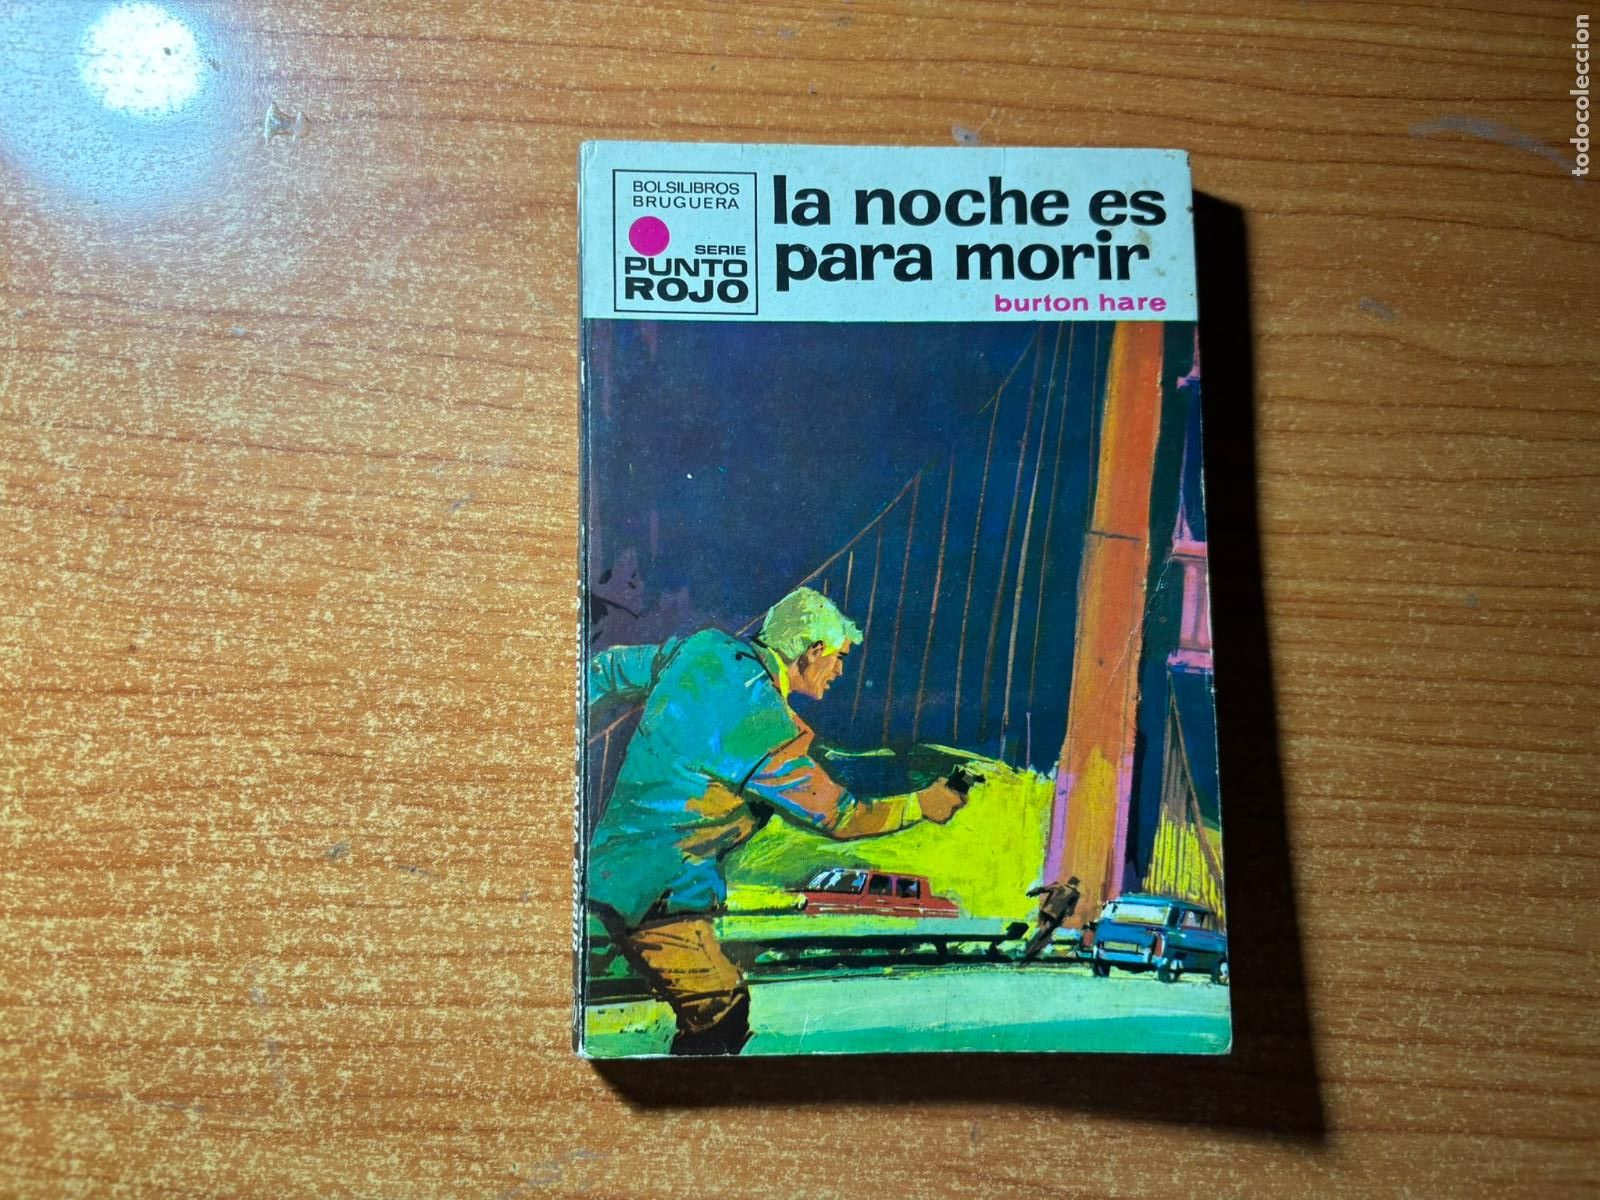 BOLSILIBROS
BRUGUERA
SERIE
PUNTO
ROJO
la noche es
para morir
burton hare
todocoleccion